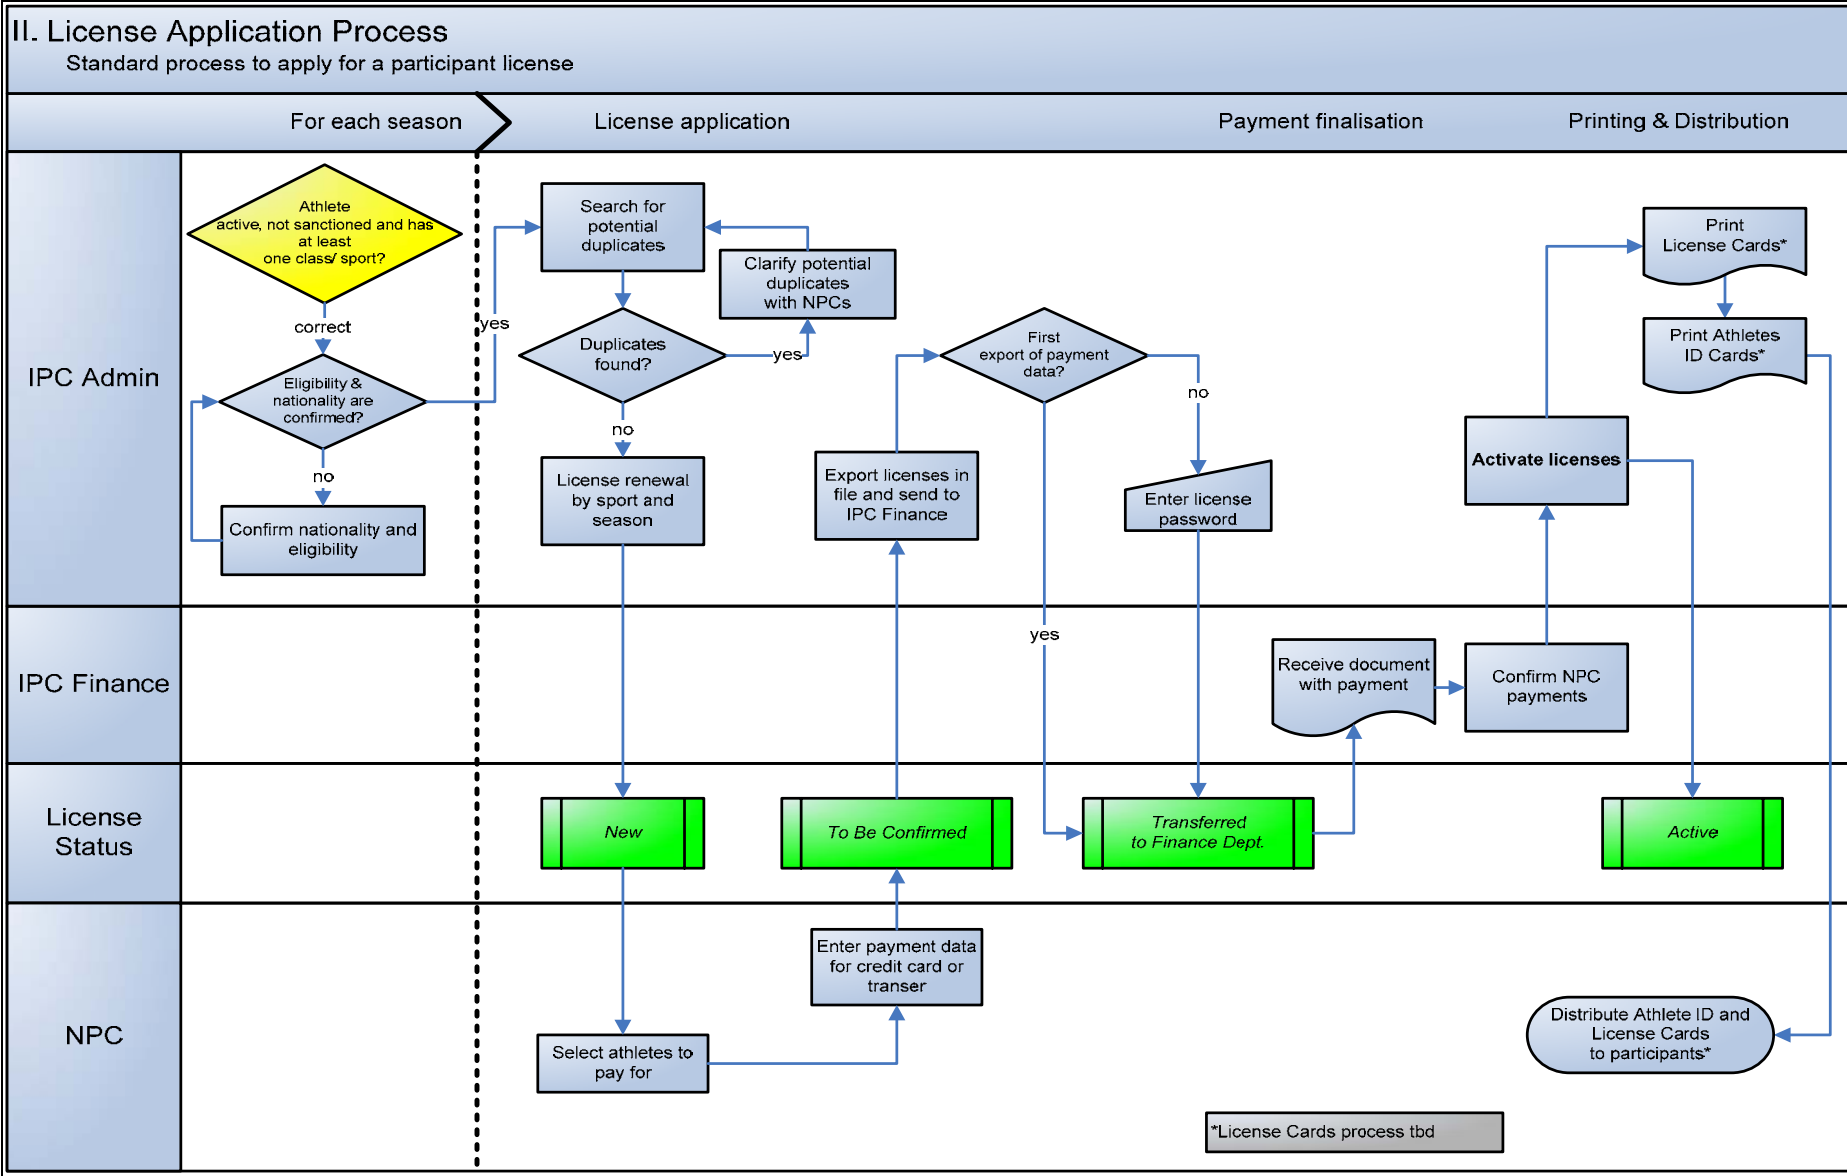 II. License Application Process
Standard process to apply for a participant license
For each season
License application
Payment finalisation
Printing & Distribution
IPC Admin
Athlete
active, not sanctioned and has
at least
one class/ sport?
correct
Eligibility &
nationality are
confirmed?
no
Confirm nationality and
eligibility
yes
Search for
potential
duplicates
Clarify potential
duplicates
with NPCs
Duplicates
found?
yes
no
License renewal
by sport and
season
Export licenses in
file and send to
IPC Finance
First
export of payment
data?
no
Enter license
password
yes
Activate licenses
Print
License Cards*
Print Athletes
ID Cards*
IPC Finance
Receive document
with payment
Confirm NPC
payments
License
Status
New
To Be Confirmed
Transferred
to Finance Dept.
Active
NPC
Select athletes to
pay for
Enter payment data
for credit card or
transer
Distribute Athlete ID and
License Cards
to participants*
*License Cards process tbd